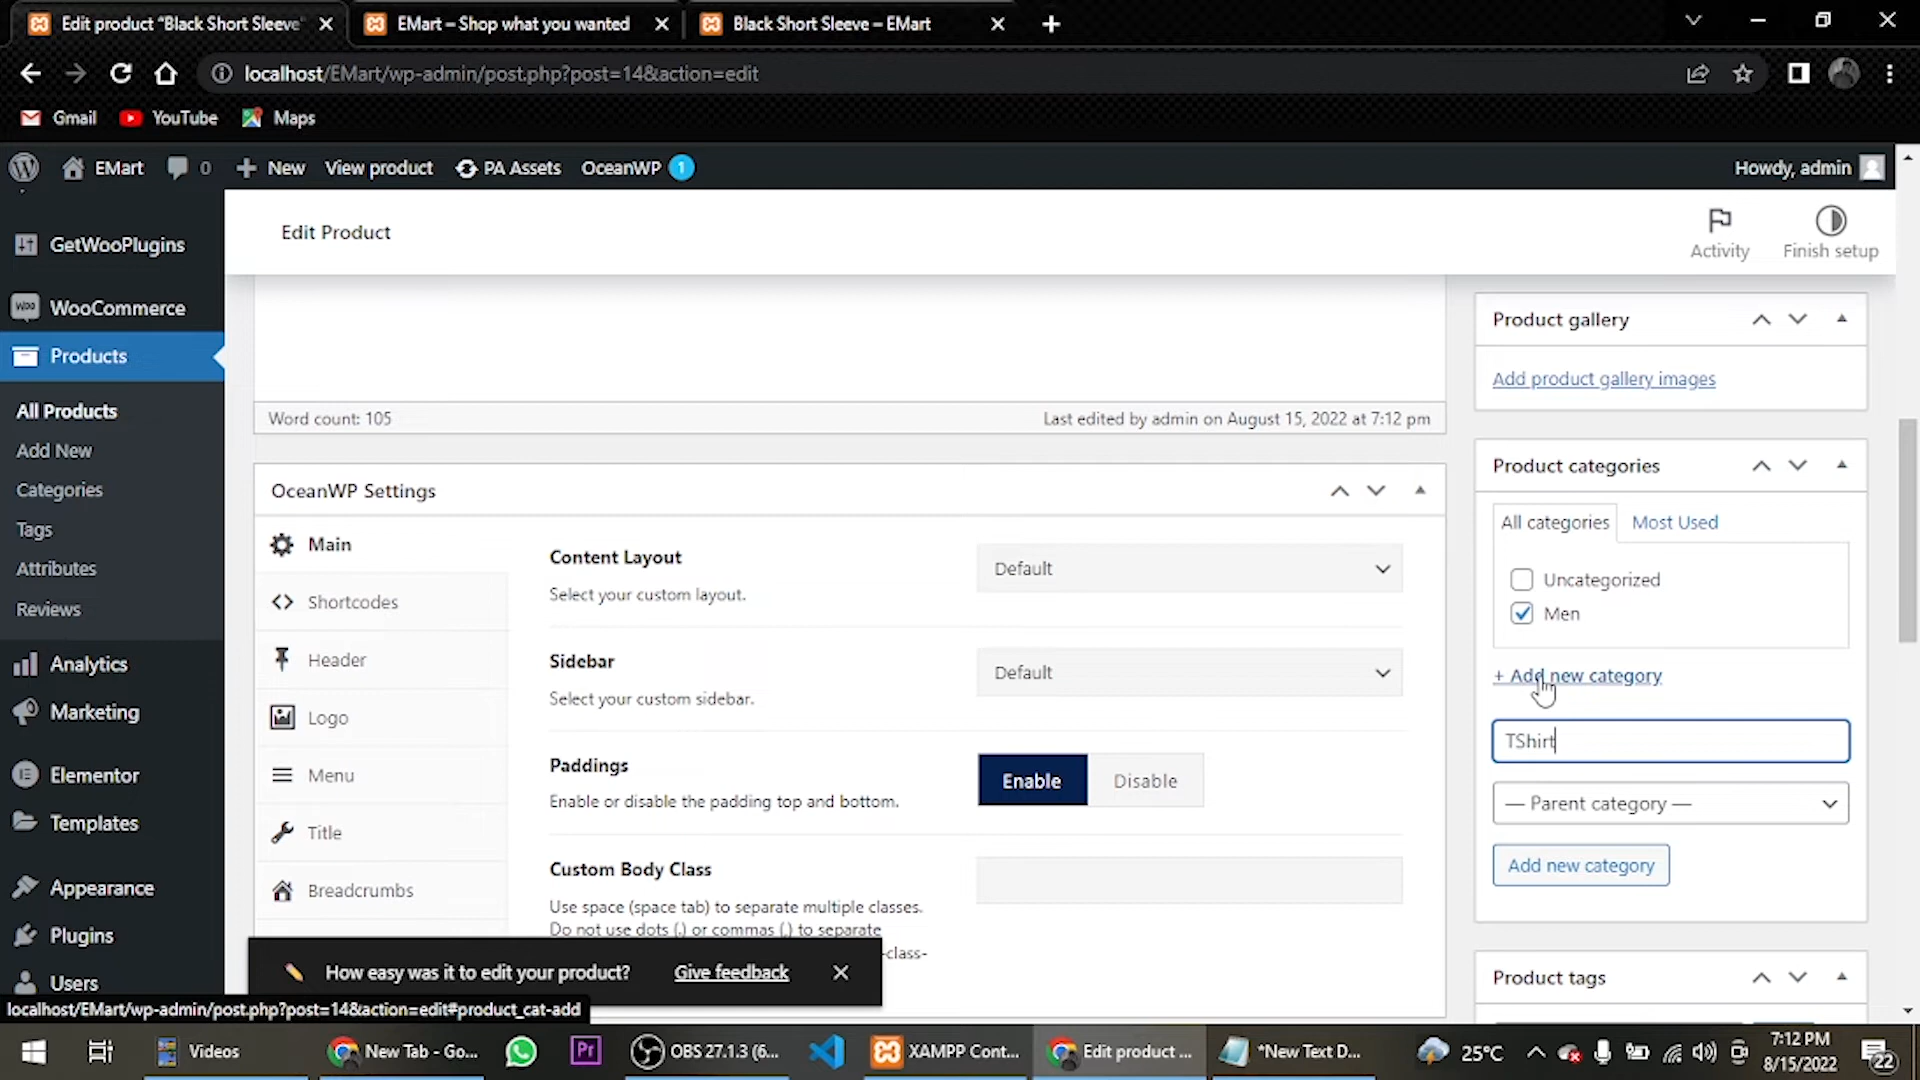 Edit product “Black Short Sleeve”
EMart – Shop what you wanted
Black Short Sleeve – EMart
localhost/EMart/wp-admin/post.php?post=14&action=edit
Gmail
YouTube
Maps
EMart
0
New
View product
PA Assets
OceanWP
1
Howdy, admin
GetWooPlugins
WooCommerce
Products
All Products
Add New
Categories
Tags
Attributes
Reviews
Analytics
Marketing
Elementor
Templates
Appearance
Plugins
Users
Edit Product
Activity
Finish setup
Word count: 105
Last edited by admin on August 15, 2022 at 7:12 pm
OceanWP Settings
Main
Shortcodes
Header
Logo
Menu
Title
Breadcrumbs
Content Layout
Select your custom layout.
Default
Sidebar
Select your custom sidebar.
Default
Paddings
Enable or disable the padding top and bottom.
Enable
Disable
Custom Body Class
Use space (space tab) to separate multiple classes.
Do not use dots (.) or commas (,) to separate
-class-
Product gallery
Add product gallery images
Product categories
All categories
Most Used
Uncategorized
Men
+ Add new category
TShirt
— Parent category —
Add new category
Product tags
How easy was it to edit your product?
Give feedback
localhost/EMart/wp-admin/post.php?post=14&action=edit#product_cat-add
Videos
New Tab - Go...
Pr
OBS 27.1.3 (6...
XAMPP Cont...
Edit product ...
*New Text D...
25°C
7:12 PM
8/15/2022
22